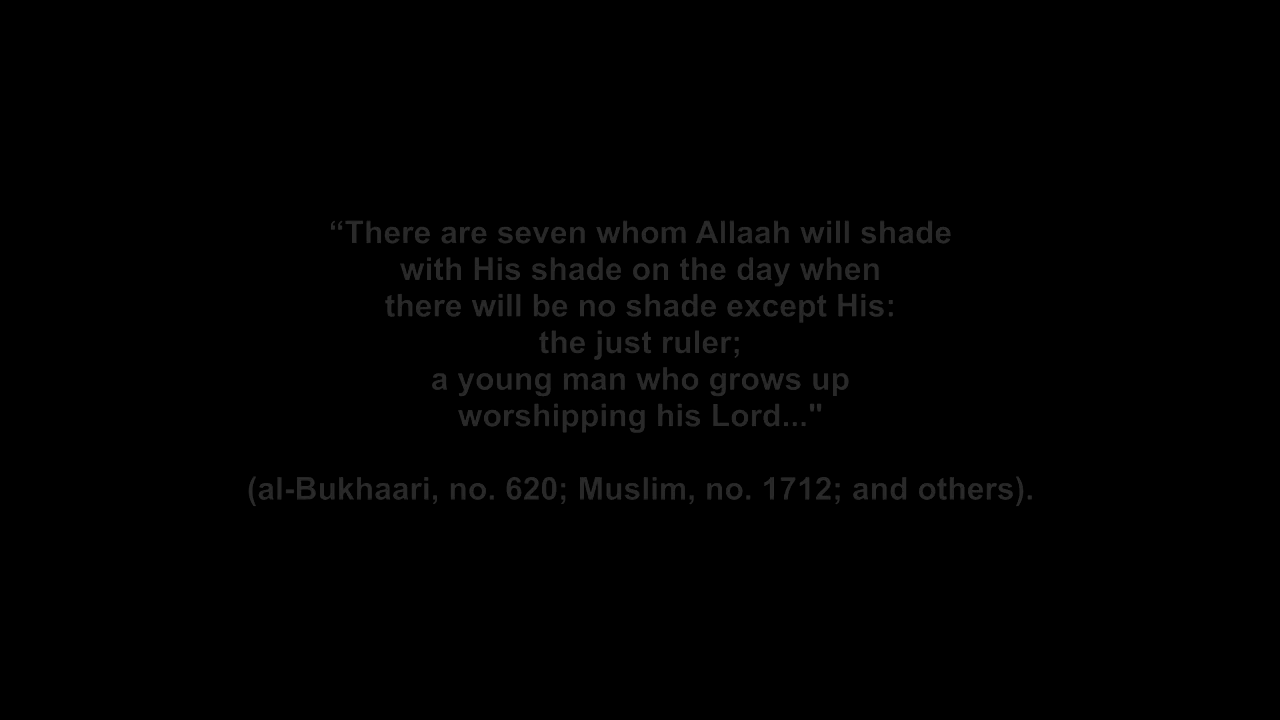 “There are seven whom Allaah will shade
with His shade on the day when
there will be no shade except His:
the just ruler;
a young man who grows up
worshipping his Lord..."
(al-Bukhaari, no. 620; Muslim, no. 1712; and others).